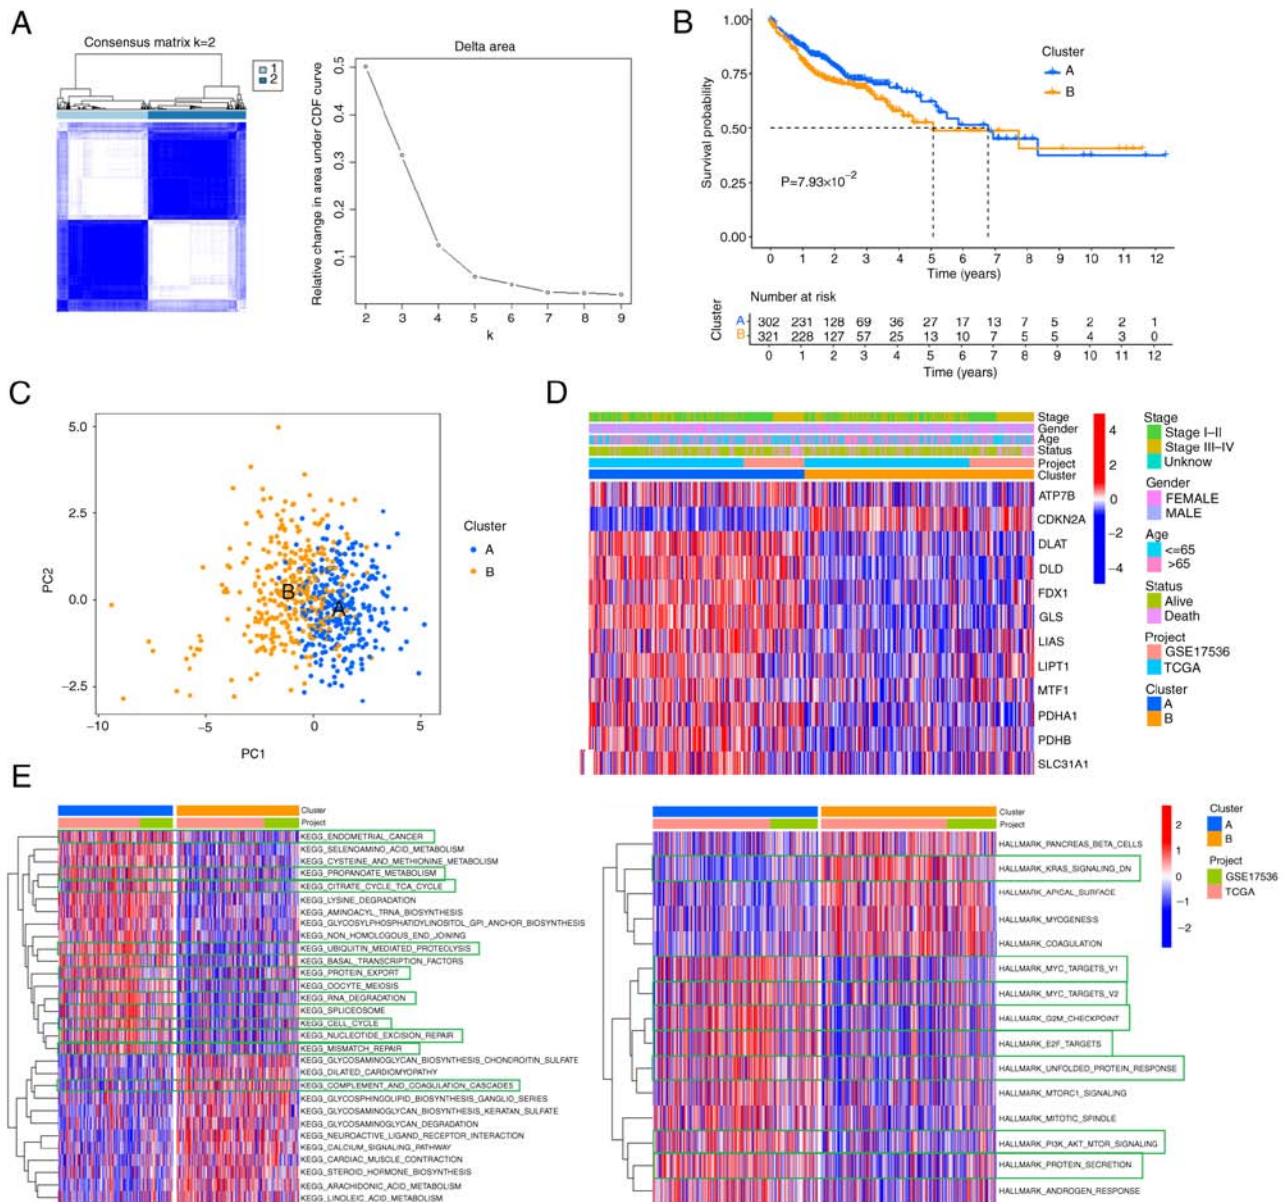 A
Consensus matrix k=2
1
2
Delta area
Relative change in area under CDF curve
0.5
0.4
0.3
0.2
0.1
2 3 4 5 6 7 8 9
k
B
Survival probability
1.00
0.75
0.50
0.25
0.00
P=7.93×10−2
Cluster
A
B
0 1 2 3 4 5 6 7 8 9 10 11 12
Time (years)
Number at risk
Cluster
A 302 231 128 69 36 27 17 13 7 5 2 2 1
B 321 228 127 57 25 13 10 7 5 5 4 3 0
0 1 2 3 4 5 6 7 8 9 10 11 12
Time (years)
C
PC2
5.0
2.5
0.0
−2.5
B
A
−10 −5 0 5
PC1
Cluster
A
B
D
Stage
Gender
Age
Status
Project
Cluster
ATP7B
CDKN2A
DLAT
DLD
FDX1
GLS
LIAS
LIPT1
MTF1
PDHA1
PDHB
SLC31A1
4
2
0
−2
−4
Stage
Stage I–II
Stage III–IV
Unknow
Gender
FEMALE
MALE
Age
<=65
>65
Status
Alive
Death
Project
GSE17536
TCGA
Cluster
A
B
E
Cluster
Project
KEGG_ENDOMETRIAL_CANCER
KEGG_SELENOAMINO_ACID_METABOLISM
KEGG_CYSTEINE_AND_METHIONINE_METABOLISM
KEGG_PROPANOATE_METABOLISM
KEGG_CITRATE_CYCLE_TCA_CYCLE
KEGG_LYSINE_DEGRADATION
KEGG_AMINOACYL_TRNA_BIOSYNTHESIS
KEGG_GLYCOSYLPHOSPHATIDYLINOSITOL_GPI_ANCHOR_BIOSYNTHESIS
KEGG_NON_HOMOLOGOUS_END_JOINING
KEGG_UBIQUITIN_MEDIATED_PROTEOLYSIS
KEGG_BASAL_TRANSCRIPTION_FACTORS
KEGG_PROTEIN_EXPORT
KEGG_OOCYTE_MEIOSIS
KEGG_RNA_DEGRADATION
KEGG_SPLICEOSOME
KEGG_CELL_CYCLE
KEGG_NUCLEOTIDE_EXCISION_REPAIR
KEGG_MISMATCH_REPAIR
KEGG_GLYCOSAMINOGLYCAN_BIOSYNTHESIS_CHONDROITIN_SULFATE
KEGG_DILATED_CARDIOMYOPATHY
KEGG_COMPLEMENT_AND_COAGULATION_CASCADES
KEGG_GLYCOSPHINGOLIPID_BIOSYNTHESIS_GANGLIO_SERIES
KEGG_GLYCOSAMINOGLYCAN_BIOSYNTHESIS_KERATAN_SULFATE
KEGG_GLYCOSAMINOGLYCAN_DEGRADATION
KEGG_NEUROACTIVE_LIGAND_RECEPTOR_INTERACTION
KEGG_CALCIUM_SIGNALING_PATHWAY
KEGG_CARDIAC_MUSCLE_CONTRACTION
KEGG_STEROID_HORMONE_BIOSYNTHESIS
KEGG_ARACHIDONIC_ACID_METABOLISM
KEGG_LINOLEIC_ACID_METABOLISM
Cluster
Project
HALLMARK_PANCREAS_BETA_CELLS
HALLMARK_KRAS_SIGNALING_DN
HALLMARK_APICAL_SURFACE
HALLMARK_MYOGENESIS
HALLMARK_COAGULATION
HALLMARK_MYC_TARGETS_V1
HALLMARK_MYC_TARGETS_V2
HALLMARK_G2M_CHECKPOINT
HALLMARK_E2F_TARGETS
HALLMARK_UNFOLDED_PROTEIN_RESPONSE
HALLMARK_MTORC1_SIGNALING
HALLMARK_MITOTIC_SPINDLE
HALLMARK_PI3K_AKT_MTOR_SIGNALING
HALLMARK_PROTEIN_SECRETION
HALLMARK_ANDROGEN_RESPONSE
2
1
0
−1
−2
Cluster
A
B
Project
GSE17536
TCGA